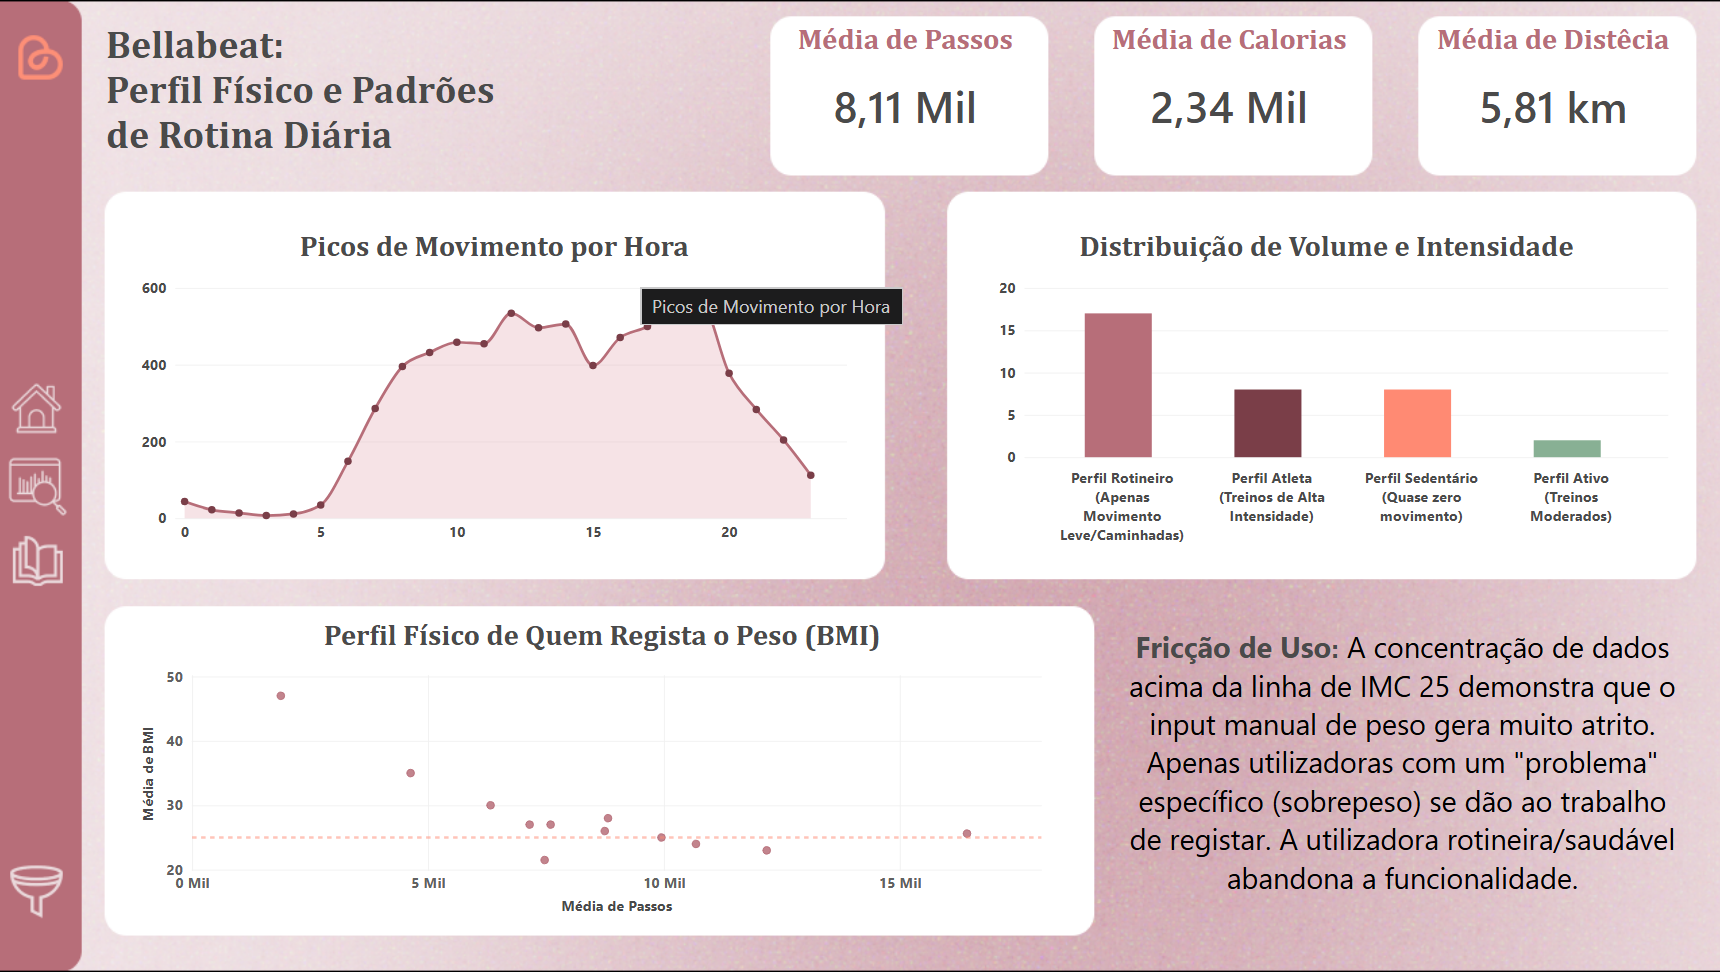 Bellabeat:
Perfil Físico e Padrões
de Rotina Diária
Média de Passos
8,11 Mil
Média de Calorias
2,34 Mil
Média de Distêcia
5,81 km
Picos de Movimento por Hora
600
400
200
0
0
5
10
15
20
Picos de Movimento por Hora
Distribuição de Volume e Intensidade
20
15
10
5
0
Perfil Rotineiro
(Apenas
Movimento
Leve/Caminhadas)
Perfil Atleta
(Treinos de Alta
Intensidade)
Perfil Sedentário
(Quase zero
movimento)
Perfil Ativo
(Treinos
Moderados)
Perfil Físico de Quem Regista o Peso (BMI)
Média de BMI
50
40
30
20
0 Mil
5 Mil
10 Mil
15 Mil
Média de Passos
Fricção de Uso: A concentração de dados
acima da linha de IMC 25 demonstra que o
input manual de peso gera muito atrito.
Apenas utilizadoras com um "problema"
específico (sobrepeso) se dão ao trabalho
de registar. A utilizadora rotineira/saudável
abandona a funcionalidade.